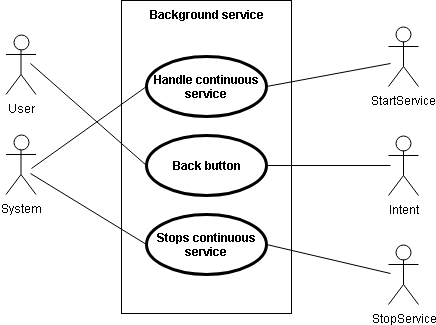 Background service
Handle continuous
service
StartService
User
Back button
System
Intent
Stops continuous
service
StopService